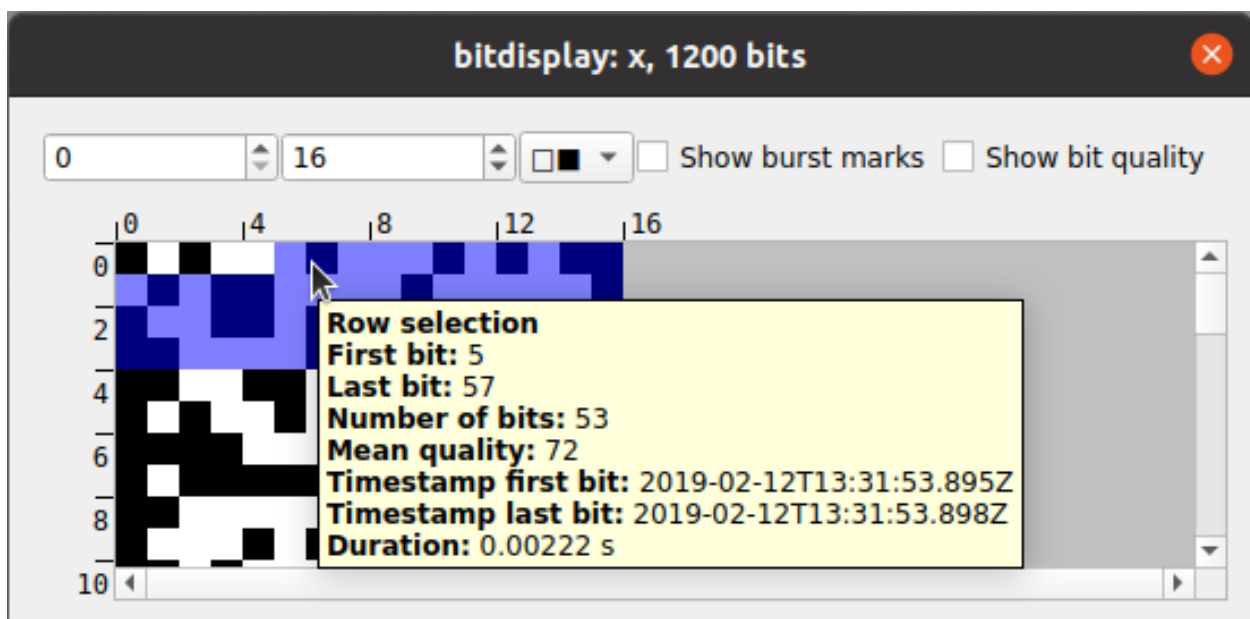 bitdisplay: x, 1200 bits
0 16 Show burst marks Show bit quality
0 4 8 12 16
0
2
4
6
8
10
Row selection
First bit: 5
Last bit: 57
Number of bits: 53
Mean quality: 72
Timestamp first bit: 2019-02-12T13:31:53.895Z
Timestamp last bit: 2019-02-12T13:31:53.898Z
Duration: 0.00222 s